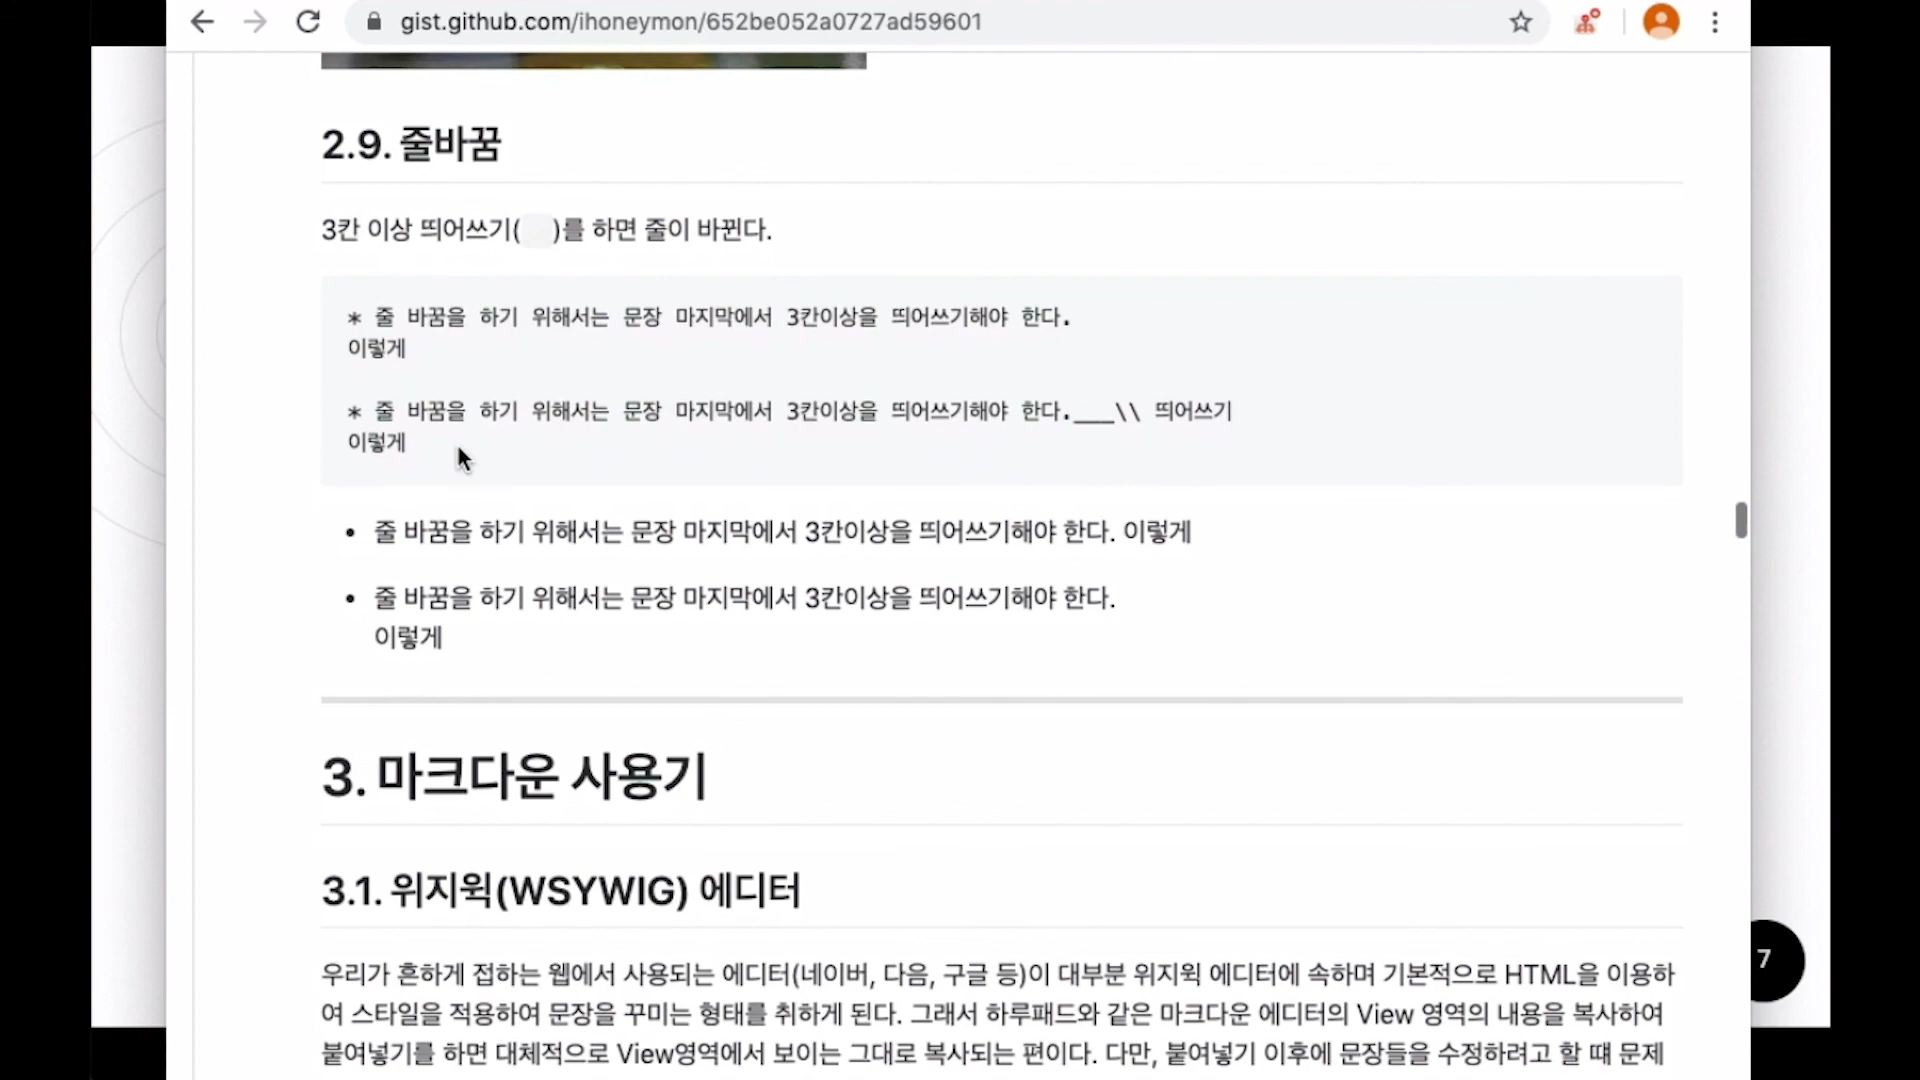 gist.github.com/ihoneymon/652be052a0727ad59601
2.9. 줄바꿈
3칸 이상 띄어쓰기( )를 하면 줄이 바뀐다.
* 줄 바꿈을 하기 위해서는 문장 마지막에서 3칸이상을 띄어쓰기해야 한다.
이렇게
* 줄 바꿈을 하기 위해서는 문장 마지막에서 3칸이상을 띄어쓰기해야 한다.___\\ 띄어쓰기
이렇게
• 줄 바꿈을 하기 위해서는 문장 마지막에서 3칸이상을 띄어쓰기해야 한다. 이렇게
• 줄 바꿈을 하기 위해서는 문장 마지막에서 3칸이상을 띄어쓰기해야 한다.
이렇게
3. 마크다운 사용기
3.1. 위지윅(WSYWIG) 에디터
우리가 흔하게 접하는 웹에서 사용되는 에디터(네이버, 다음, 구글 등)이 대부분 위지윅 에디터에 속하며 기본적으로 HTML을 이용하
여 스타일을 적용하여 문장을 꾸미는 형태를 취하게 된다. 그래서 하루패드와 같은 마크다운 에디터의 View 영역의 내용을 복사하여
붙여넣기를 하면 대체적으로 View영역에서 보이는 그대로 복사되는 편이다. 다만, 붙여넣기 이후에 문장들을 수정하려고 할 떄 문제
7